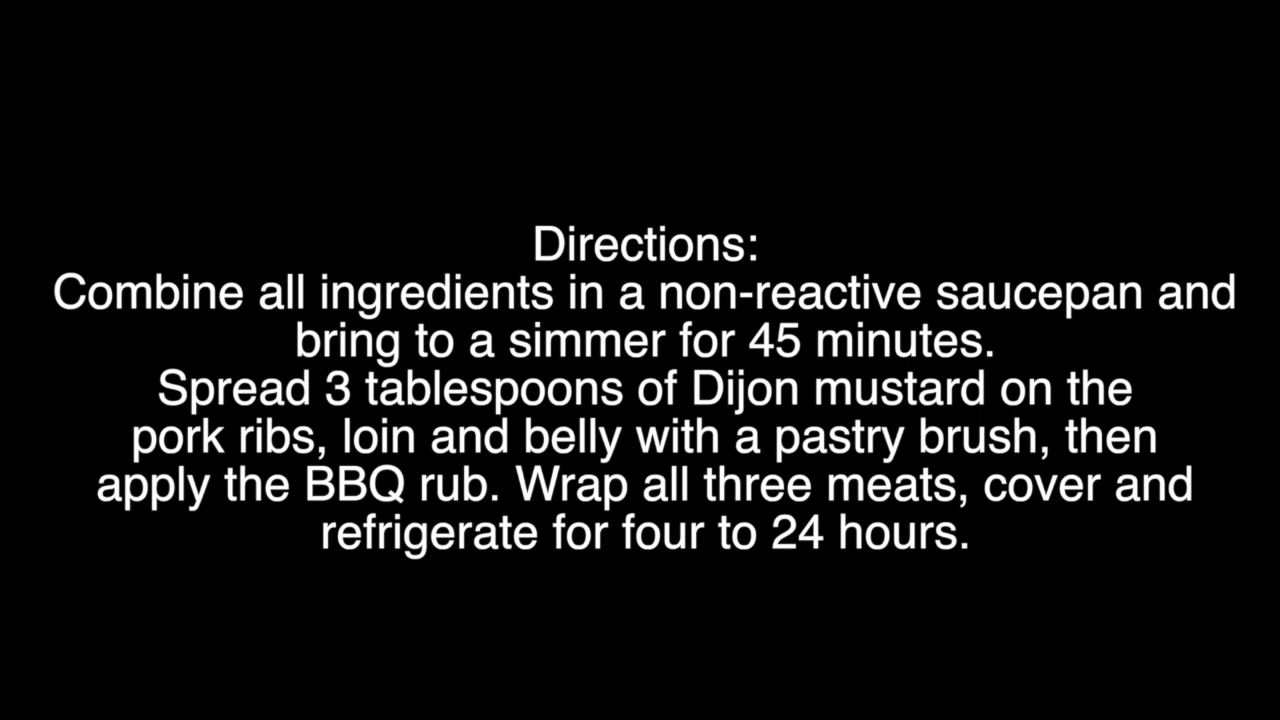 Directions:
Combine all ingredients in a non-reactive saucepan and
bring to a simmer for 45 minutes.
Spread 3 tablespoons of Dijon mustard on the
pork ribs, loin and belly with a pastry brush, then
apply the BBQ rub. Wrap all three meats, cover and
refrigerate for four to 24 hours.